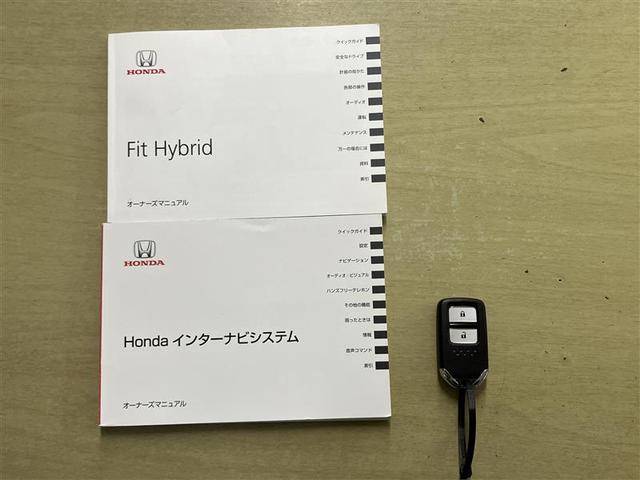 HONDA
Fit Hybrid
オーナーズマニュアル
クイックガイド
安全なドライブ
計器の見かた
各部の操作
オーディオ
運転
メンテナンス
万一の場合には
資料
索引
HONDA
Honda インターナビシステム
オーナーズマニュアル
クイックガイド
設定
ナビゲーション
オーディオ/ビジュアル
ハンズフリーテレホン
その他の機能
困ったときは
情報
音声コマンド
索引